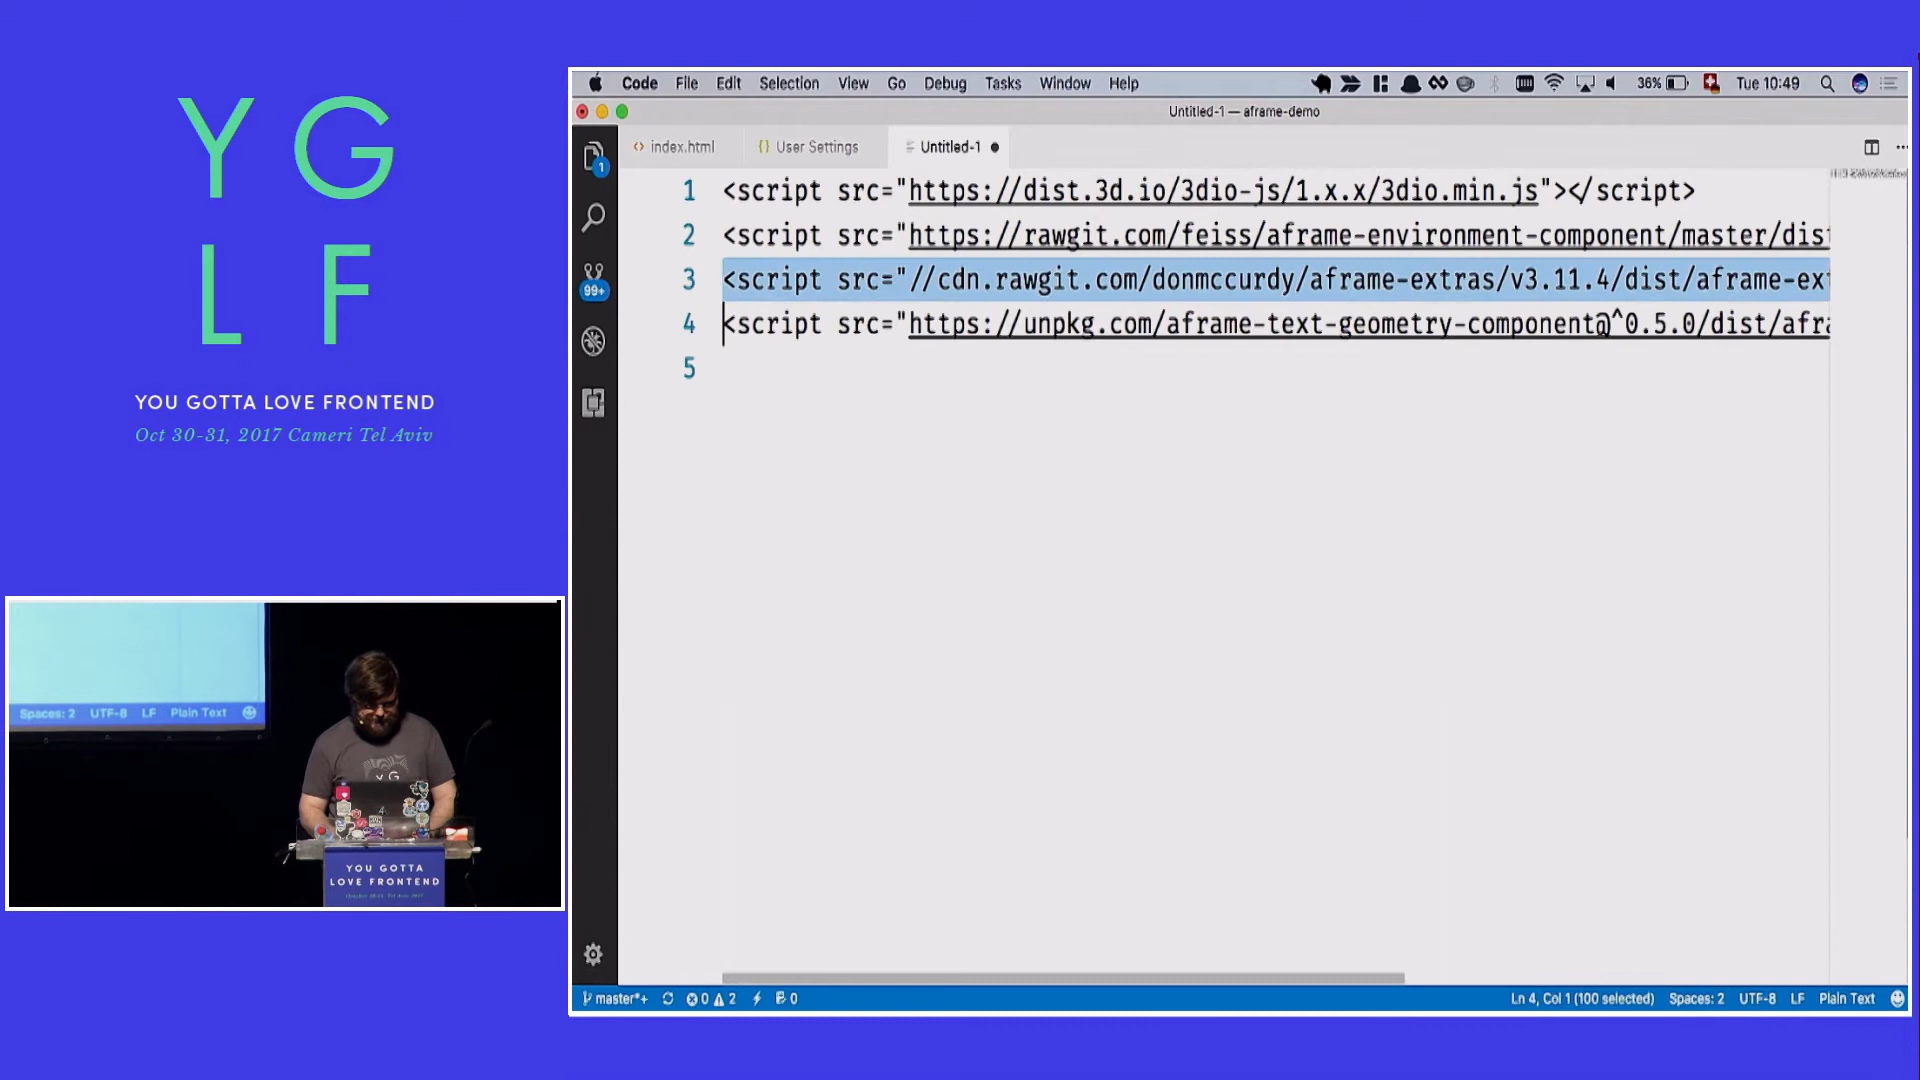 Y G
L F
YOU GOTTA LOVE FRONTEND
Oct 30-31, 2017 Cameri Tel Aviv
Code File Edit Selection View Go Debug Tasks Window Help
36% Tue 10:49
Untitled-1 — aframe-demo
index.html
User Settings
Untitled-1
1
99+
1 <script src="https://dist.3d.io/3dio-js/1.x.x/3dio.min.js"></script>
2 <script src="https://rawgit.com/feiss/aframe-environment-component/master/dist
3 <script src="//cdn.rawgit.com/donmccurdy/aframe-extras/v3.11.4/dist/aframe-ext
4 <script src="https://unpkg.com/aframe-text-geometry-component@^0.5.0/dist/afra
5
master*+ 0 2 0
Ln 4, Col 1 (100 selected) Spaces: 2 UTF-8 LF Plain Text
Spaces: 2 UTF-8 LF Plain Text
YG
YOU GOTTA
LOVE FRONTEND